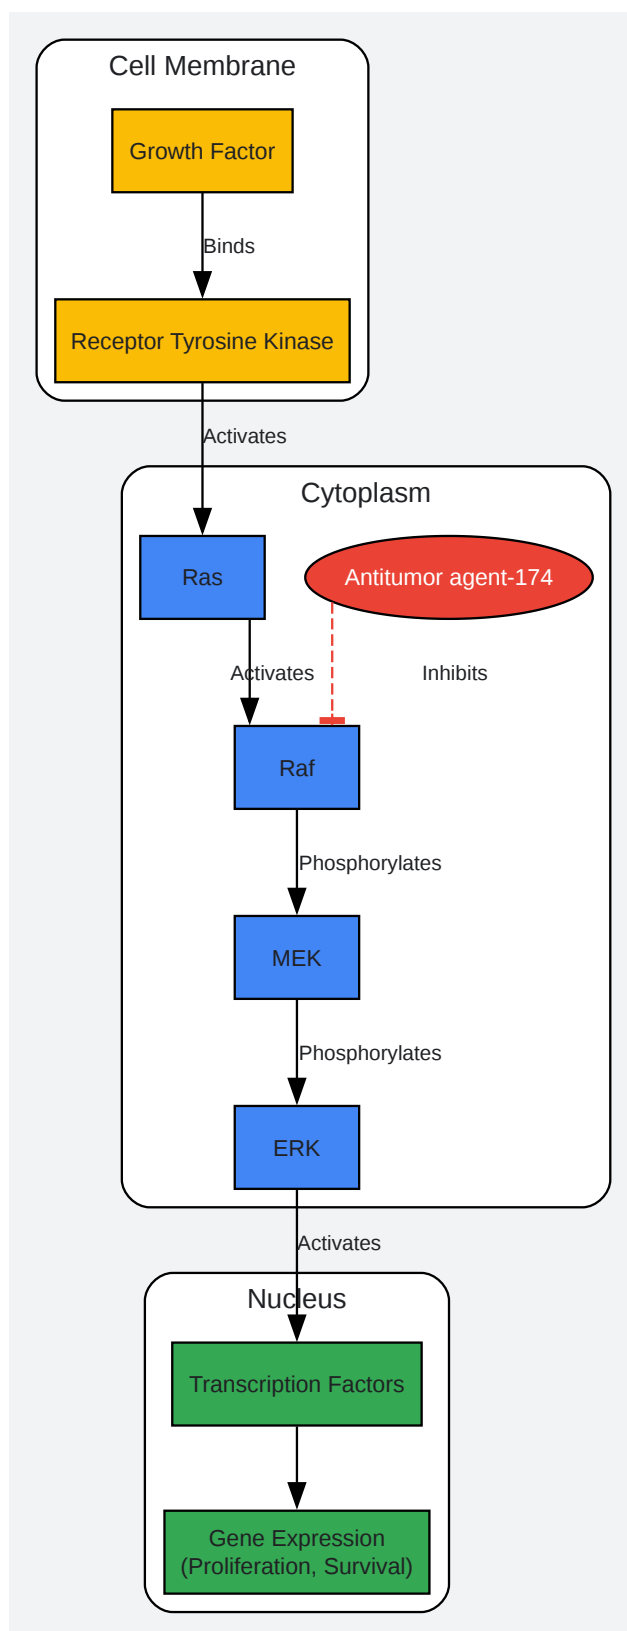 Cell Membrane
Growth Factor
Binds
Receptor Tyrosine Kinase
Activates
Cytoplasm
Ras
Antitumor agent-174
Activates
Inhibits
Raf
Phosphorylates
MEK
Phosphorylates
ERK
Activates
Nucleus
Transcription Factors
Gene Expression
(Proliferation, Survival)